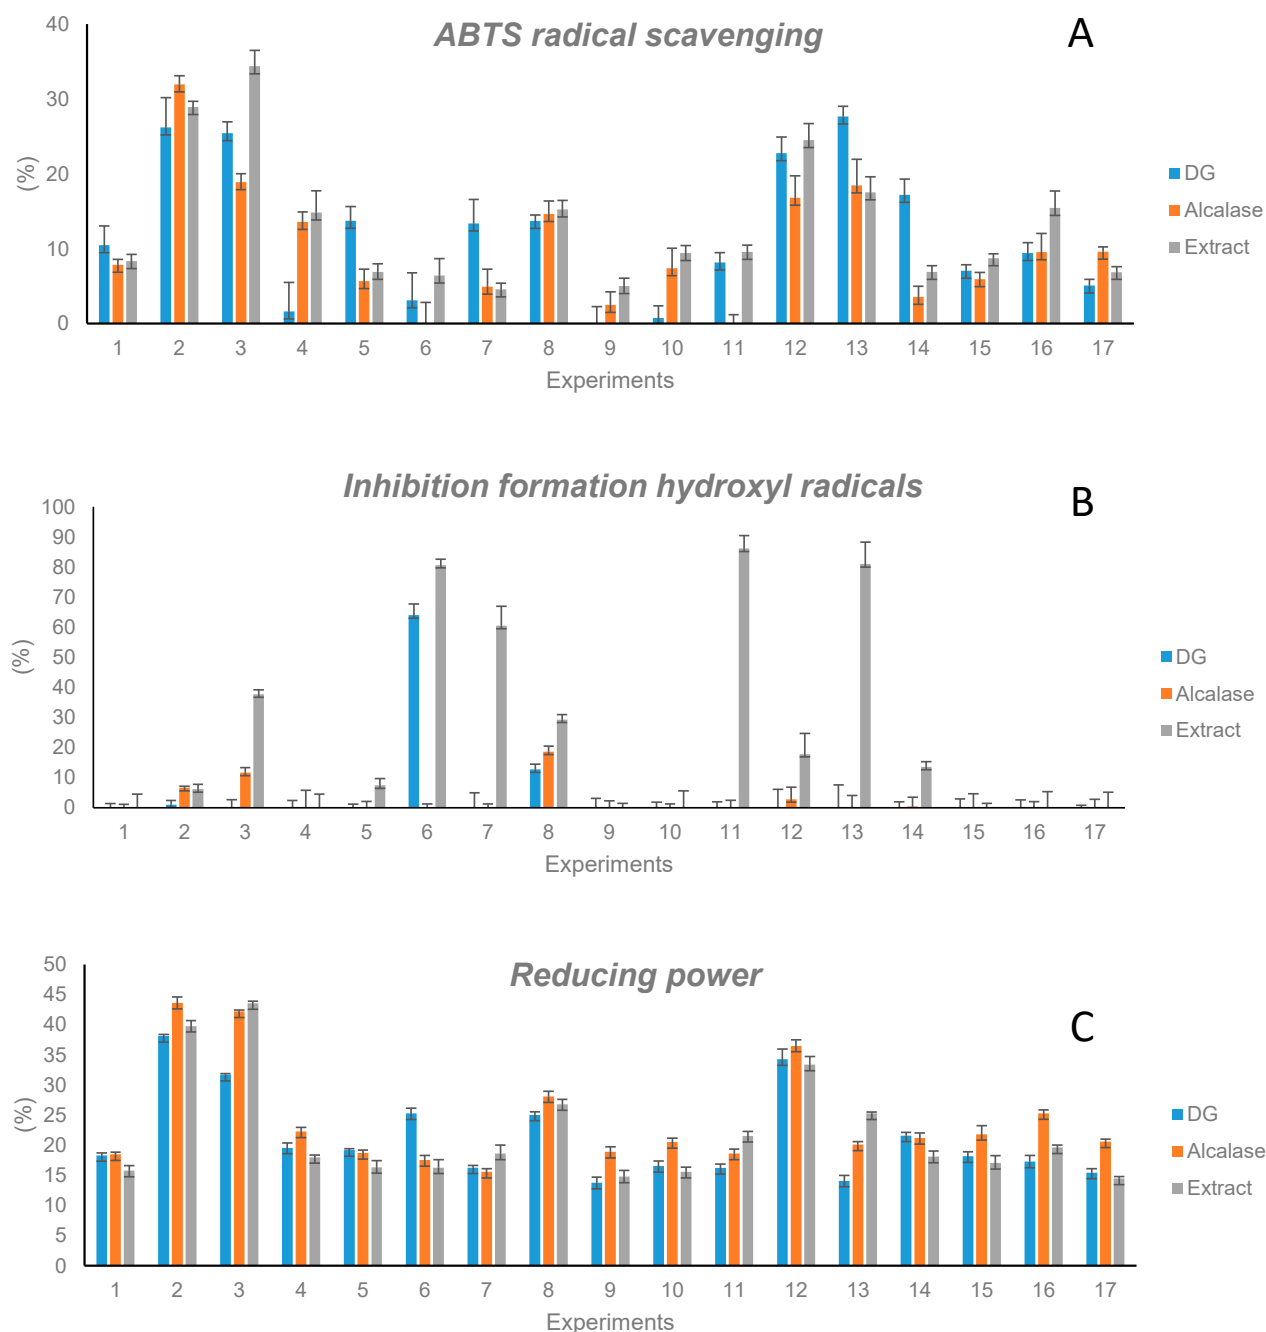 ABTS radical scavenging
A
40
30
20
10
0
(%)
1 2 3 4 5 6 7 8 9 10 11 12 13 14 15 16 17
Experiments
DG
Alcalase
Extract
Inhibition formation hydroxyl radicals
B
100
90
80
70
60
50
40
30
20
10
0
(%)
1 2 3 4 5 6 7 8 9 10 11 12 13 14 15 16 17
Experiments
DG
Alcalase
Extract
Reducing power
C
50
45
40
35
30
25
20
15
10
5
0
(%)
1 2 3 4 5 6 7 8 9 10 11 12 13 14 15 16 17
Experiments
DG
Alcalase
Extract